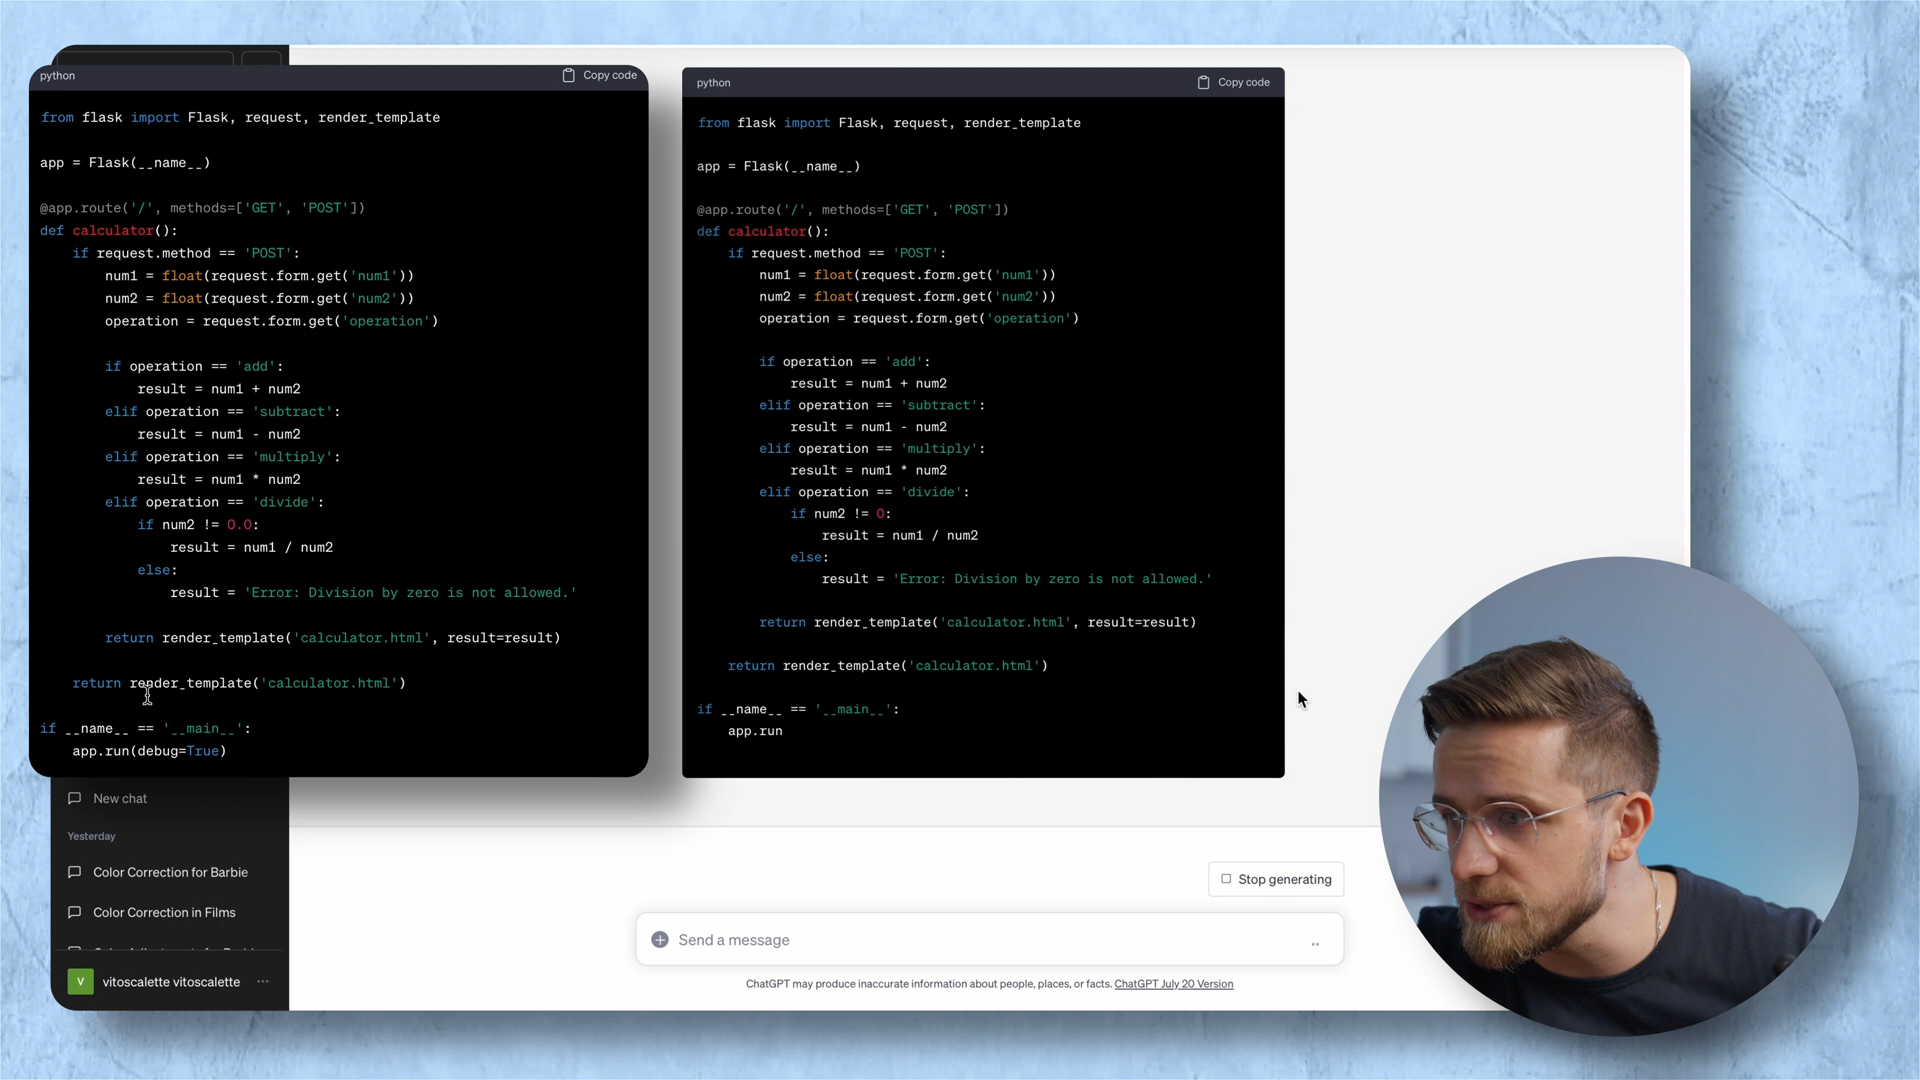 python
Copy code
from flask import Flask, request, render_template
app = Flask(__name__)
@app.route('/', methods=['GET', 'POST'])
def calculator():
if request.method == 'POST':
num1 = float(request.form.get('num1'))
num2 = float(request.form.get('num2'))
operation = request.form.get('operation')
if operation == 'add':
result = num1 + num2
elif operation == 'subtract':
result = num1 - num2
elif operation == 'multiply':
result = num1 * num2
elif operation == 'divide':
if num2 != 0.0:
result = num1 / num2
else:
result = 'Error: Division by zero is not allowed.'
return render_template('calculator.html', result=result)
return render_template('calculator.html')
if __name__ == '__main__':
app.run(debug=True)
python
Copy code
from flask import Flask, request, render_template
app = Flask(__name__)
@app.route('/', methods=['GET', 'POST'])
def calculator():
if request.method == 'POST':
num1 = float(request.form.get('num1'))
num2 = float(request.form.get('num2'))
operation = request.form.get('operation')
if operation == 'add':
result = num1 + num2
elif operation == 'subtract':
result = num1 - num2
elif operation == 'multiply':
result = num1 * num2
elif operation == 'divide':
if num2 != 0:
result = num1 / num2
else:
result = 'Error: Division by zero is not allowed.'
return render_template('calculator.html', result=result)
return render_template('calculator.html')
if __name__ == '__main__':
app.run
New chat
Yesterday
Color Correction for Barbie
Color Correction in Films
V
vitoscalette vitoscalette
Stop generating
Send a message
ChatGPT may produce inaccurate information about people, places, or facts. ChatGPT July 20 Version